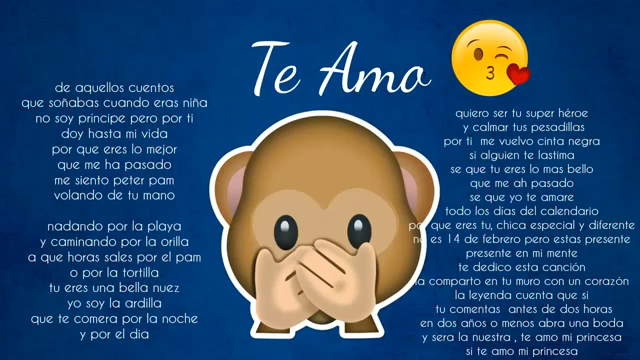 Te Amo
de aquellos cuentos
que soñabas cuando eras niña
no soy príncipe pero por ti
doy hasta mi vida
por que eres lo mejor
que me ha pasado
me siento peter pam
volando de tu mano
nadando por la playa
y caminando por la orilla
a que horas sales por el pam
o por la tortilla
tu eres una bella nuez
yo soy la ardilla
que te comera por la noche
y por el dia
quiero ser tu super héroe
y calmar tus pesadillas
por ti me vuelvo cinta negra
si alguien te lastima
se que tu eres lo mas bello
que me ah pasado
se que yo te amare
todo los dias del calendario
por que eres tu, chica especial y diferente
no es 14 de febrero pero estas presente
presente en mi mente
te dedico esta canción
la comparto en tu muro con un corazón
la leyenda cuenta que si
tu comentas antes de dos horas
en dos años o menos abra una boda
y sera la nuestra , te amo mi princesa
si te amo mi princesa